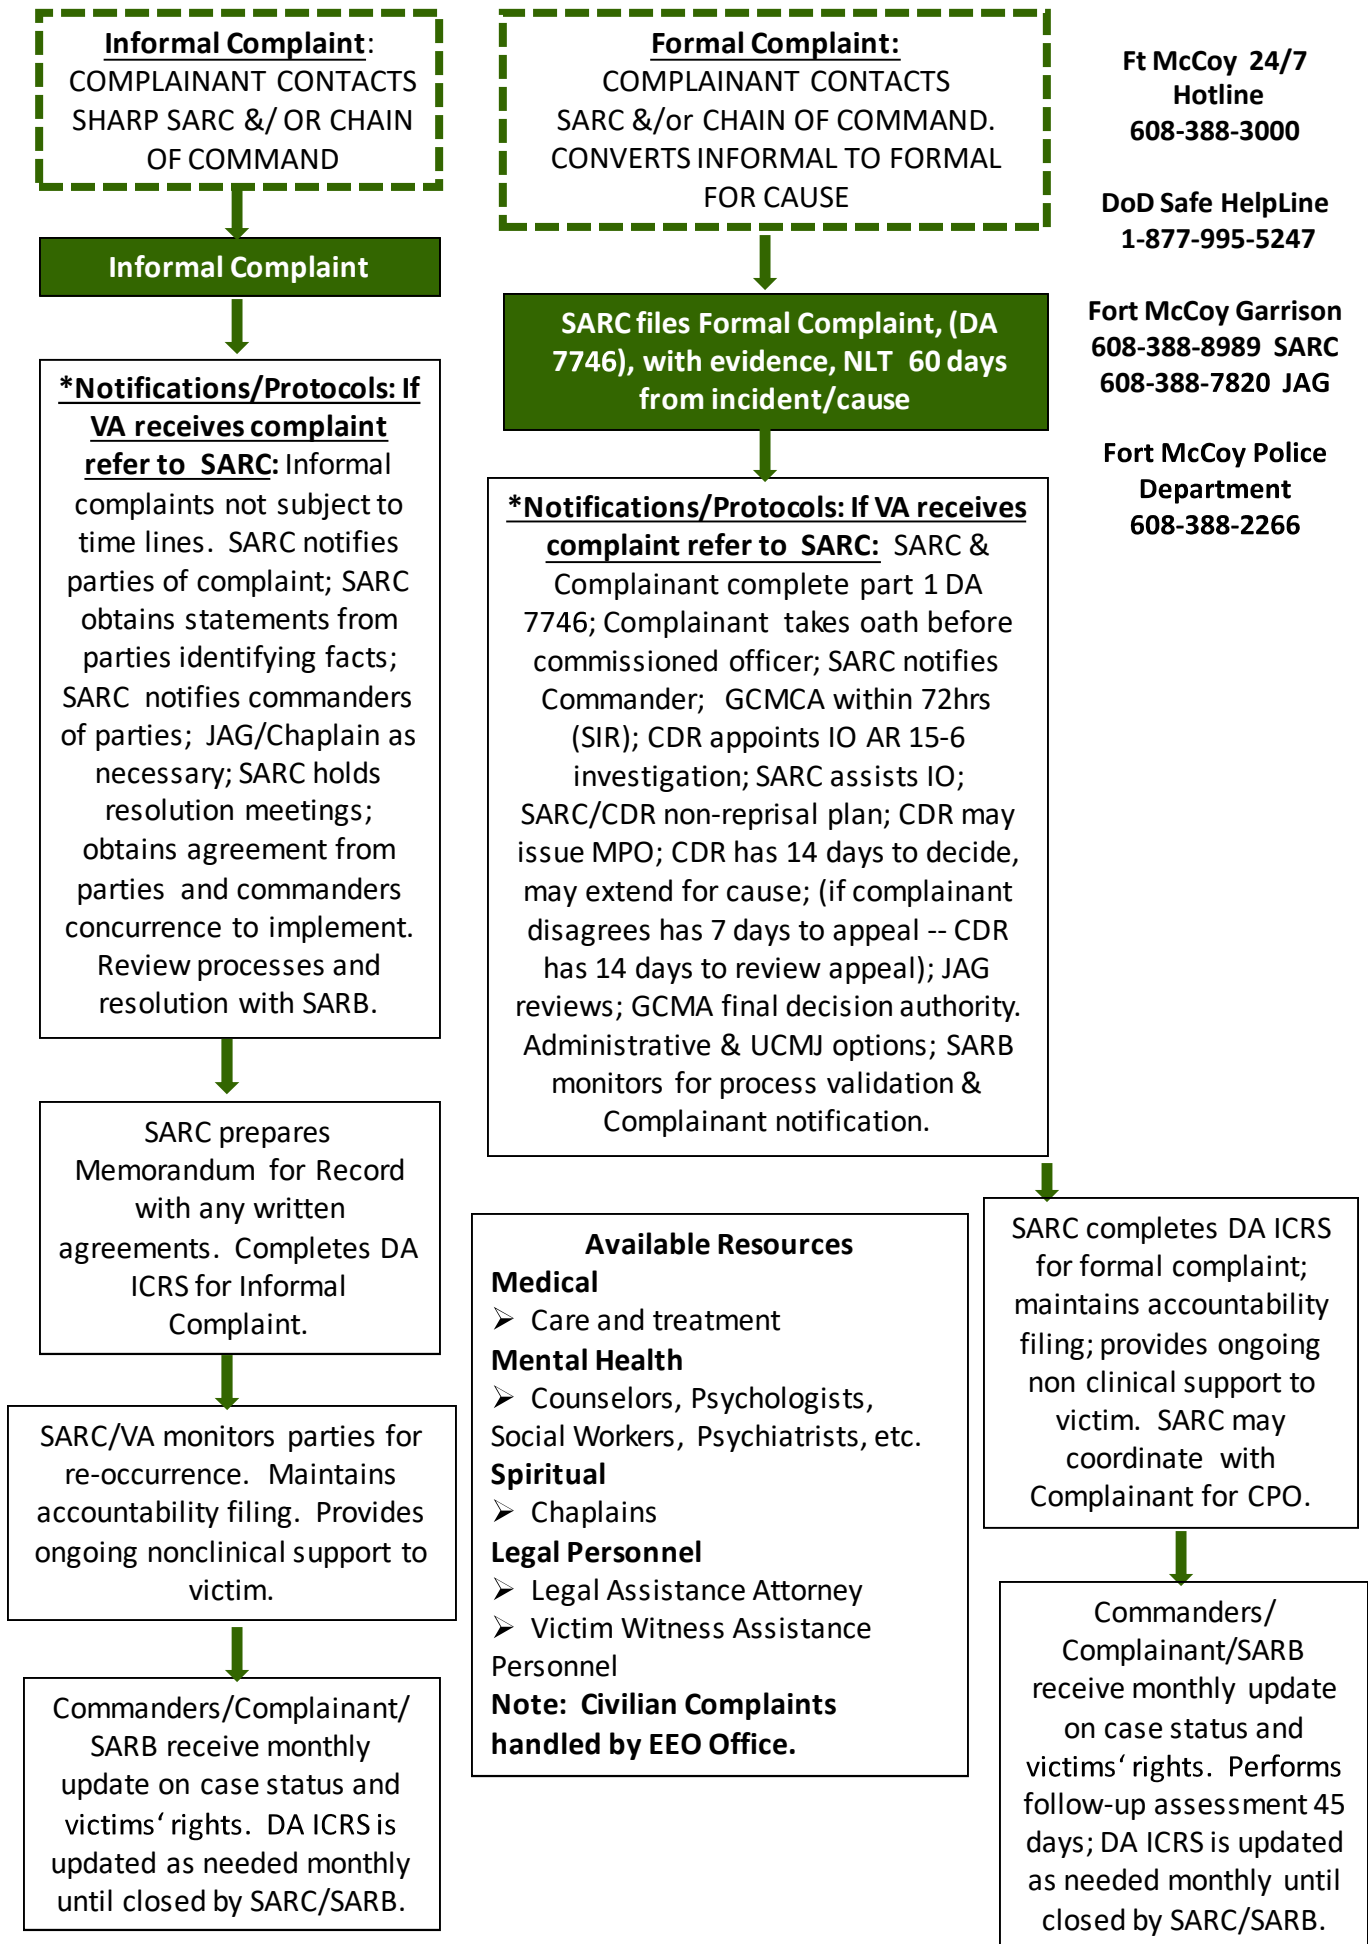 Informal Complaint:
COMPLAINANT CONTACTS
SHARP SARC &/ OR CHAIN
OF COMMAND
Informal Complaint
*Notifications/Protocols: If
VA receives complaint
refer to SARC: Informal
complaints not subject to
time lines. SARC notifies
parties of complaint; SARC
obtains statements from
parties identifying facts;
SARC notifies commanders
of parties; JAG/Chaplain as
necessary; SARC holds
resolution meetings;
obtains agreement from
parties and commanders
concurrence to implement.
Review processes and
resolution with SARB.
SARC prepares
Memorandum for Record
with any written
agreements. Completes DA
ICRS for Informal
Complaint.
SARC/VA monitors parties for
re-occurrence. Maintains
accountability filing. Provides
ongoing nonclinical support to
victim.
Commanders/Complainant/
SARB receive monthly
update on case status and
victims‘ rights. DA ICRS is
updated as needed monthly
until closed by SARC/SARB.
Formal Complaint:
COMPLAINANT CONTACTS
SARC &/or CHAIN OF COMMAND.
CONVERTS INFORMAL TO FORMAL
FOR CAUSE
SARC files Formal Complaint, (DA
7746), with evidence, NLT 60 days
from incident/cause
*Notifications/Protocols: If VA receives
complaint refer to SARC: SARC &
Complainant complete part 1 DA
7746; Complainant takes oath before
commissioned officer; SARC notifies
Commander; GCMCA within 72hrs
(SIR); CDR appoints IO AR 15-6
investigation; SARC assists IO;
SARC/CDR non-reprisal plan; CDR may
issue MPO; CDR has 14 days to decide,
may extend for cause; (if complainant
disagrees has 7 days to appeal -- CDR
has 14 days to review appeal); JAG
reviews; GCMA final decision authority.
Administrative & UCMJ options; SARB
monitors for process validation &
Complainant notification.
SARC completes DA ICRS
for formal complaint;
maintains accountability
filing; provides ongoing
non clinical support to
victim. SARC may
coordinate with
Complainant for CPO.
Commanders/
Complainant/SARB
receive monthly update
on case status and
victims‘ rights. Performs
follow-up assessment 45
days; DA ICRS is updated
as needed monthly until
closed by SARC/SARB.
Available Resources
Medical
➢ Care and treatment
Mental Health
➢ Counselors, Psychologists,
Social Workers, Psychiatrists, etc.
Spiritual
➢ Chaplains
Legal Personnel
➢ Legal Assistance Attorney
➢ Victim Witness Assistance
Personnel
Note: Civilian Complaints
handled by EEO Office.
Ft McCoy 24/7
Hotline
608-388-3000
DoD Safe HelpLine
1-877-995-5247
Fort McCoy Garrison
608-388-8989 SARC
608-388-7820 JAG
Fort McCoy Police
Department
608-388-2266